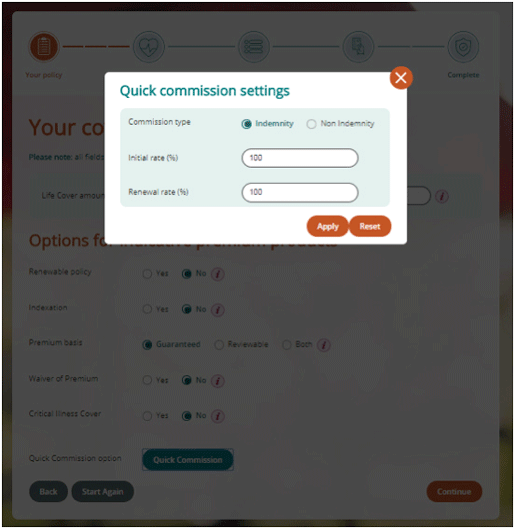 Your policy
Complete
Quick commission settings
Commission type
Indemnity
Non Indemnity
Initial rate (%)
100
Renewal rate (%)
100
Apply
Reset
Your co
Please note: all fields
Life Cover amoun
Options for indicative premium products
Renewable policy
Yes
No
i
Indexation
Yes
No
i
Premium basis
Guaranteed
Reviewable
Both
i
Waiver of Premium
Yes
No
i
Critical Illness Cover
Yes
No
i
Quick Commission option
Quick Commission
Back
Start Again
Continue